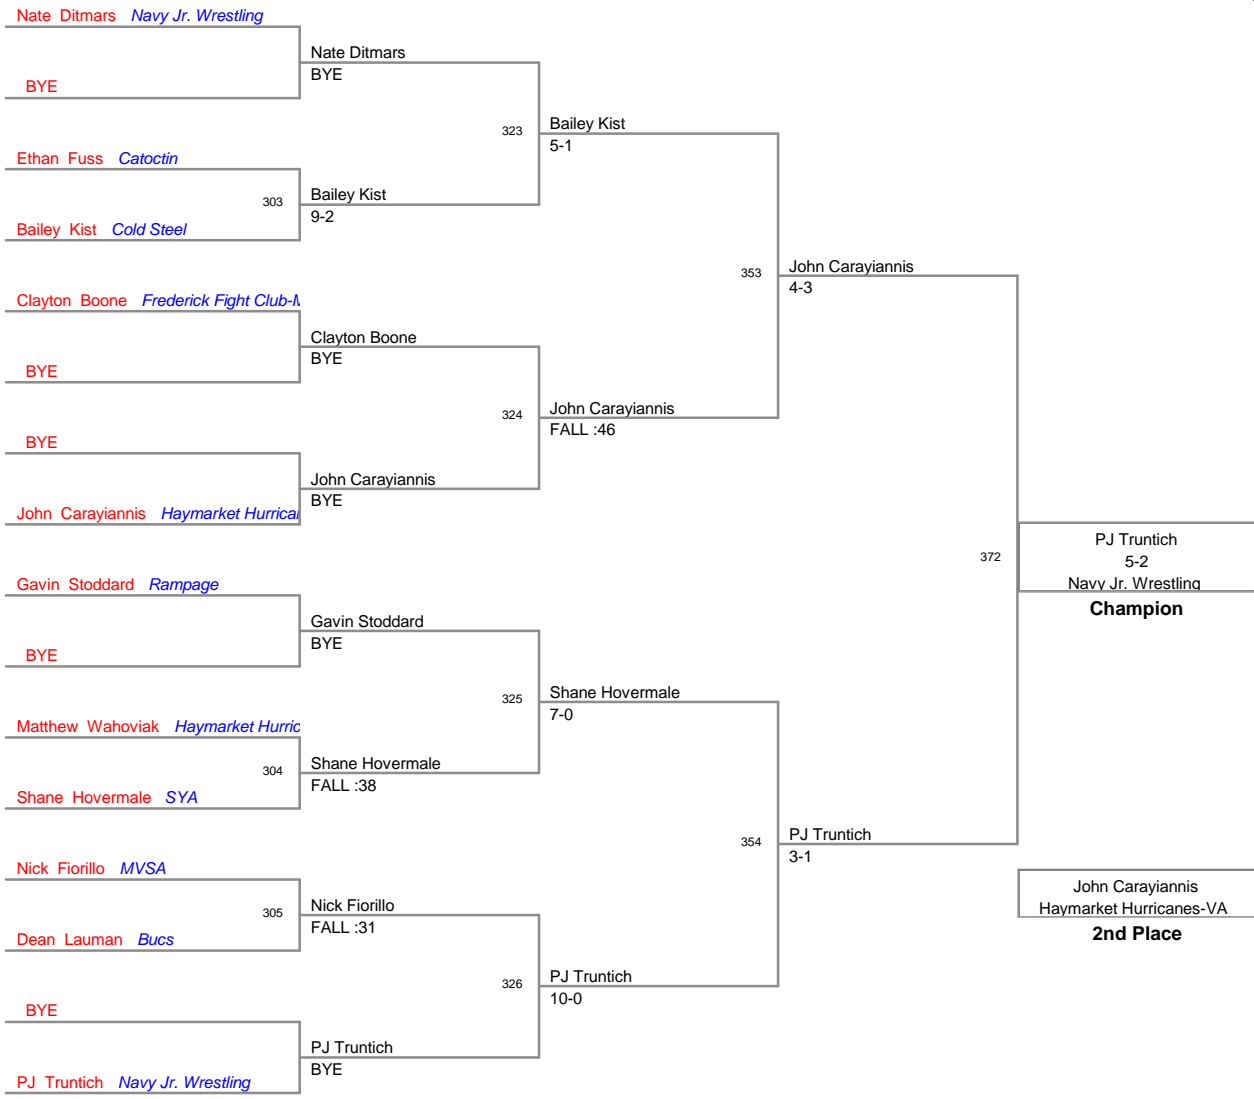 Nate Ditmars Navy Jr. Wrestling
Nate Ditmars
BYE
BYE
323
Bailey Kist
5-1
Ethan Fuss Catoctin
303
Bailey Kist
9-2
Bailey Kist Cold Steel
353
John Carayiannis
4-3
Clayton Boone Frederick Fight Club-M
Clayton Boone
BYE
BYE
324
John Carayiannis
FALL :46
BYE
John Carayiannis
BYE
John Carayiannis Haymarket Hurrica
372
PJ Truntich
5-2
Navy Jr. Wrestling
Champion
Gavin Stoddard Rampage
Gavin Stoddard
BYE
BYE
325
Shane Hovermale
7-0
Matthew Wahoviak Haymarket Hurric
304
Shane Hovermale
FALL :38
Shane Hovermale SYA
354
PJ Truntich
3-1
Nick Fiorillo MVSA
305
Nick Fiorillo
FALL :31
Dean Lauman Bucs
John Carayiannis
Haymarket Hurricanes-VA
2nd Place
326
PJ Truntich
10-0
BYE
PJ Truntich
BYE
PJ Truntich Navy Jr. Wrestling